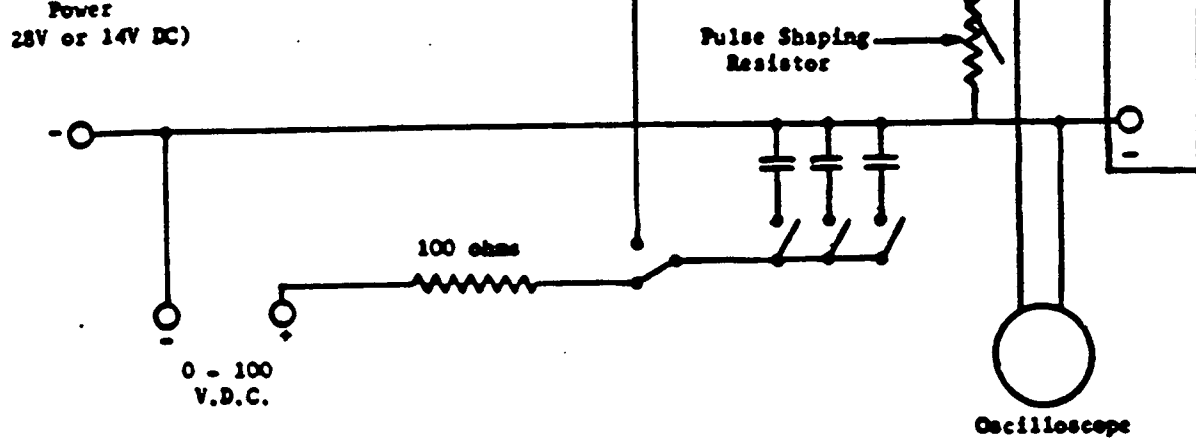 Power
28V or 14V DC)
Pulse Shaping
Resistor
-
-
100 ohms
-
+
0 - 100
V.D.C.
Oscilloscope